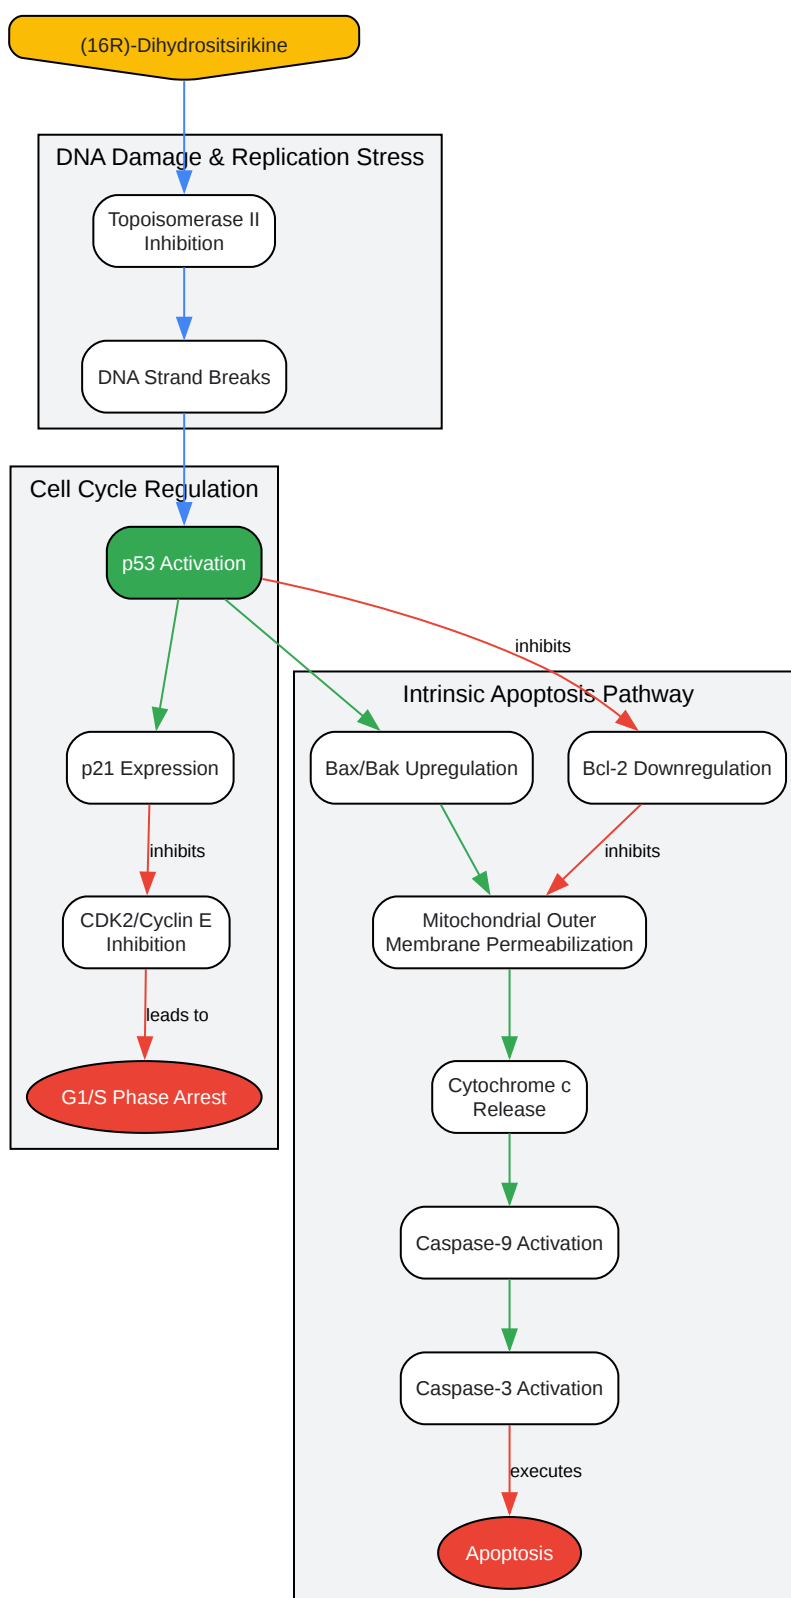 (16R)-Dihydrositsirikine
DNA Damage & Replication Stress
Topoisomerase II
Inhibition
DNA Strand Breaks
Cell Cycle Regulation
p53 Activation
inhibits
Intrinsic Apoptosis Pathway
p21 Expression
Bax/Bak Upregulation
Bcl-2 Downregulation
inhibits
inhibits
CDK2/Cyclin E
Inhibition
Mitochondrial Outer
Membrane Permeabilization
leads to
G1/S Phase Arrest
Cytochrome c
Release
Caspase-9 Activation
Caspase-3 Activation
executes
Apoptosis